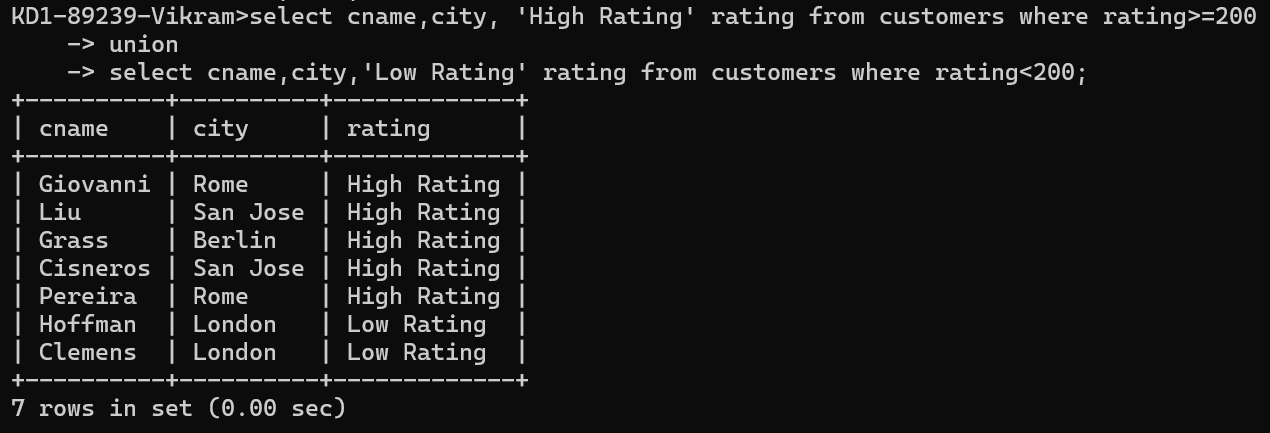 KD1-89239-Vikram>select cname,city, 'High Rating' rating from customers where rating>=200
    -> union
    -> select cname,city,'Low Rating' rating from customers where rating<200;
+----------+----------+-------------+
| cname    | city     | rating      |
+----------+----------+-------------+
| Giovanni | Rome     | High Rating |
| Liu      | San Jose | High Rating |
| Grass    | Berlin   | High Rating |
| Cisneros | San Jose | High Rating |
| Pereira  | Rome     | High Rating |
| Hoffman  | London   | Low Rating  |
| Clemens  | London   | Low Rating  |
+----------+----------+-------------+
7 rows in set (0.00 sec)